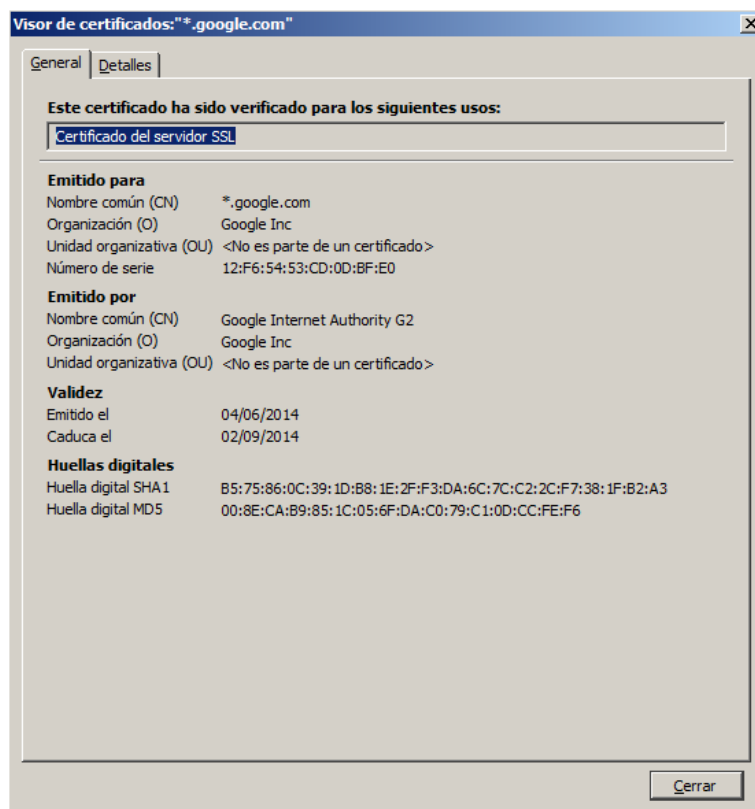 Visor de certificados:"*.google.com"
General Detalles
Este certificado ha sido verificado para los siguientes usos:
Certificado del servidor SSL
Emitido para
Nombre común (CN) *.google.com
Organización (O) Google Inc
Unidad organizativa (OU) <No es parte de un certificado>
Número de serie 12:F6:54:53:CD:0D:BF:E0
Emitido por
Nombre común (CN) Google Internet Authority G2
Organización (O) Google Inc
Unidad organizativa (OU) <No es parte de un certificado>
Validez
Emitido el 04/06/2014
Caduca el 02/09/2014
Huellas digitales
Huella digital SHA1 B5:75:86:0C:39:1D:B8:1E:2F:F3:DA:6C:7C:C2:2C:F7:38:1F:B2:A3
Huella digital MD5 00:8E:CA:B9:85:1C:05:6F:DA:C0:79:C1:0D:CC:FE:F6
Cerrar